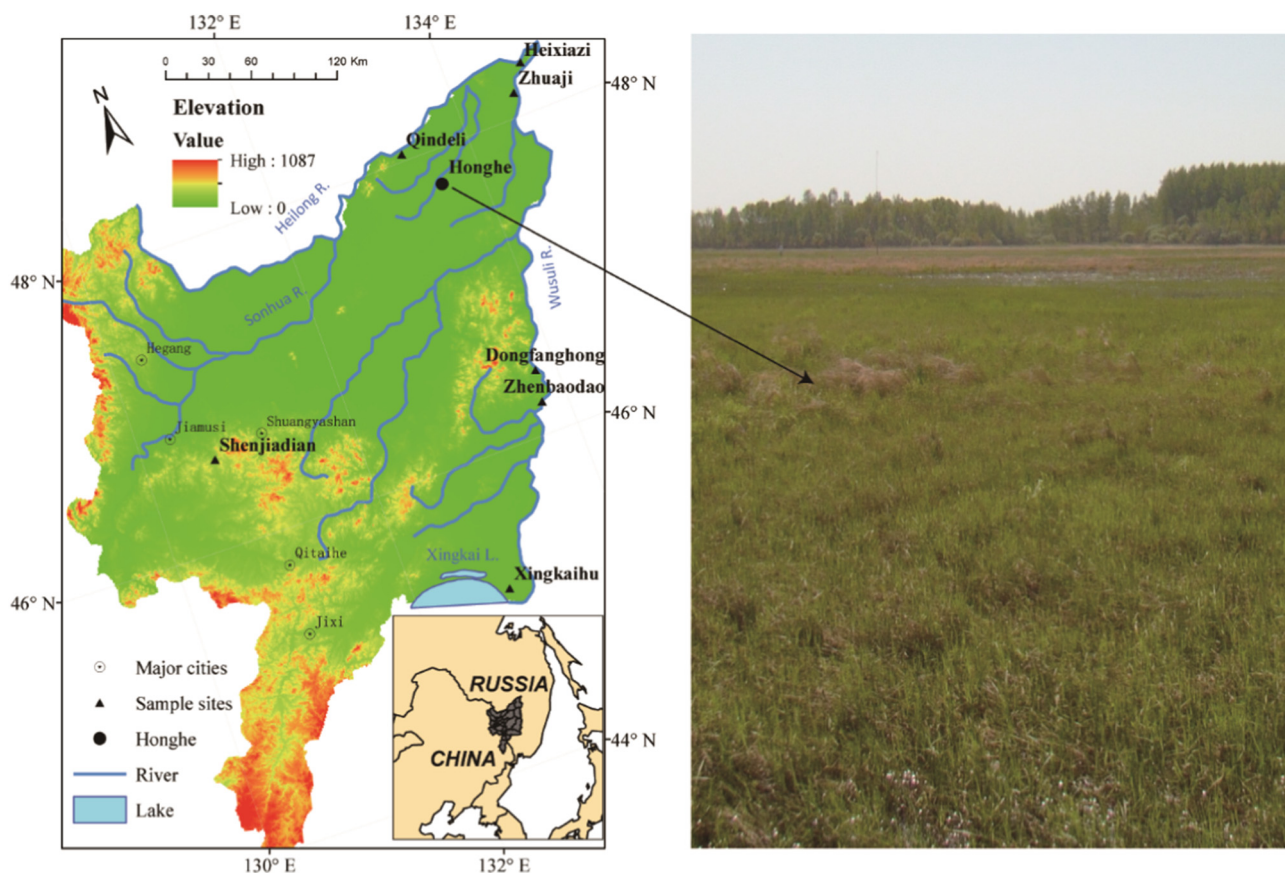 132° E
134° E
0 30 60 120 Km
N
Elevation
Value
High : 1087
Low : 0
Heixiazi
Zhuaji
48° N
Qindeli
Honghe
Heilong R.
Wusuli R.
48° N
Sonhua R.
Hegang
Dongfanghong
Zhenbaodao
46° N
Jiamusi
Shuangyashan
Shenjiadian
Qitaihe
Xingkai L.
Xingkaihu
46° N
Jixi
Major cities
Sample sites
Honghe
River
Lake
RUSSIA
CHINA
44° N
130° E
132° E